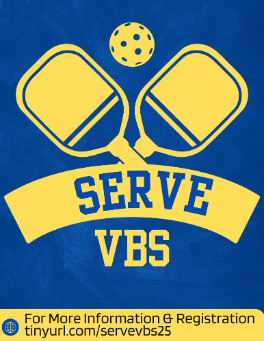 SERVE
VBS
For More Information & Registration
tinyurl.com/servevbs25